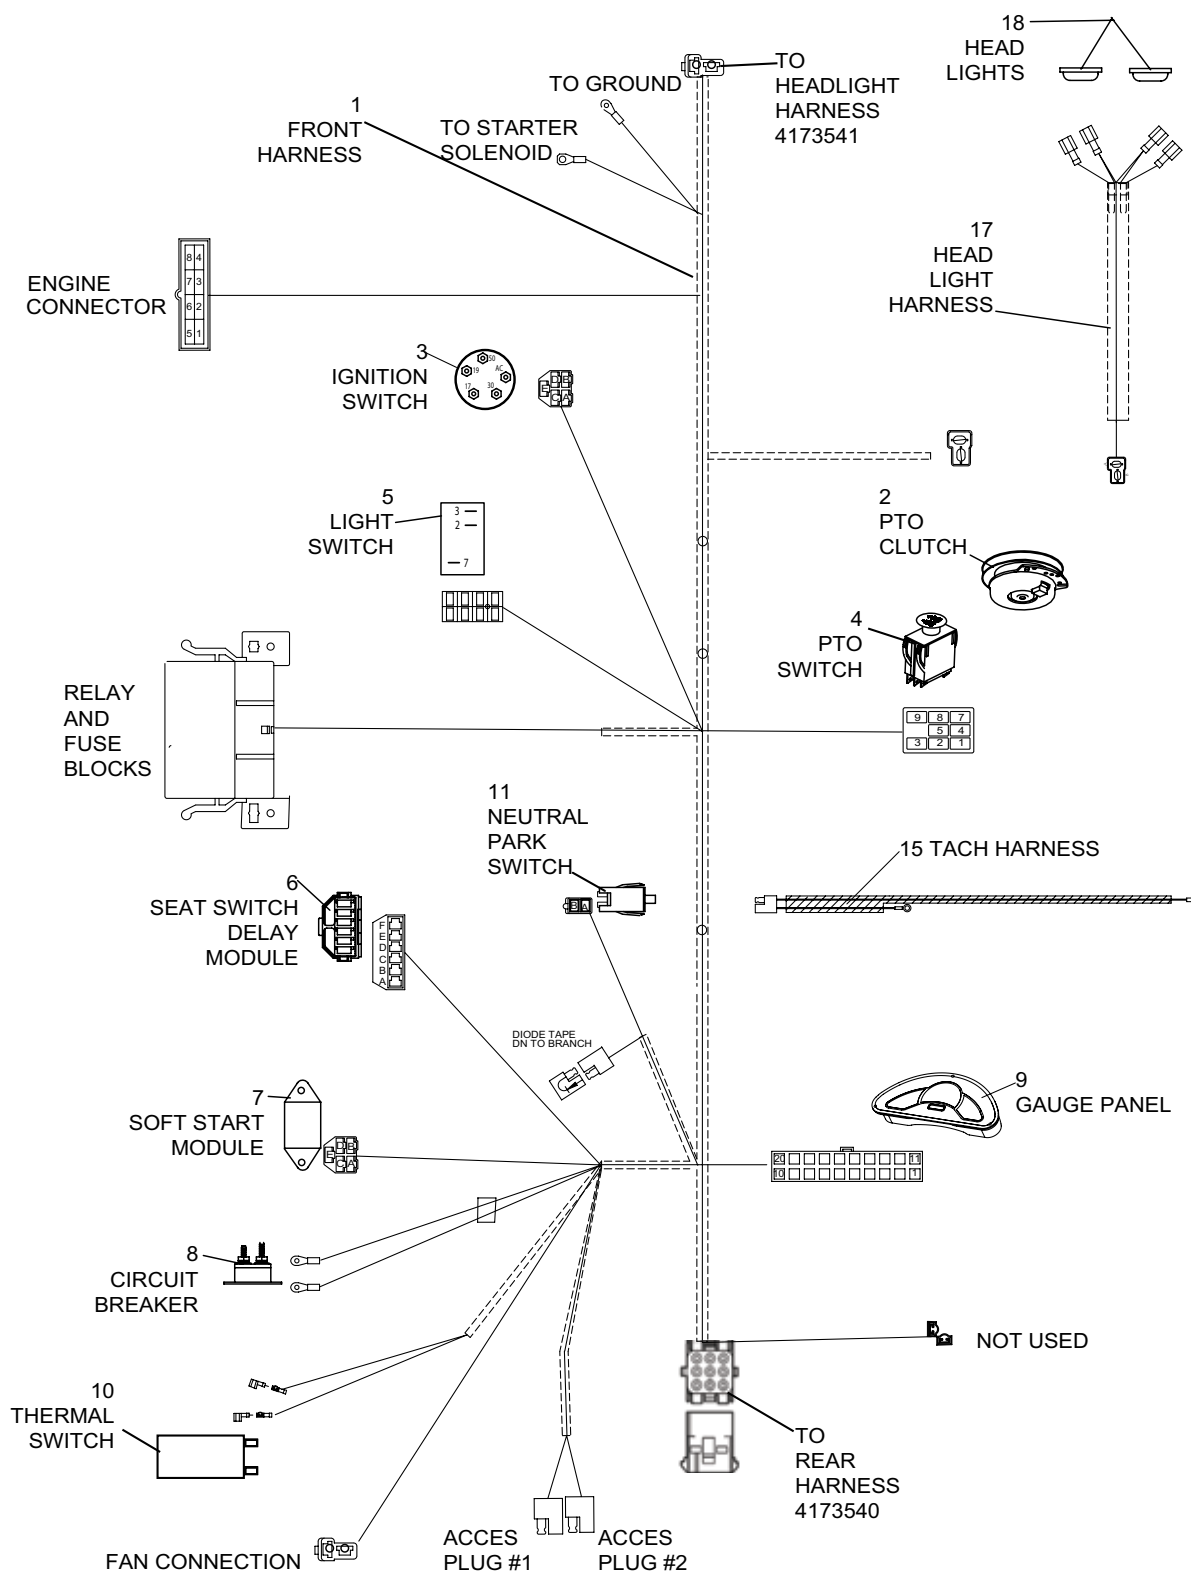 18
HEAD
LIGHTS
TO
HEADLIGHT
HARNESS
4173541
TO GROUND
1
FRONT
HARNESS
TO STARTER
SOLENOID
17
HEAD
LIGHT
HARNESS
ENGINE
CONNECTOR
8 4
7 3
6 2
5 1
3
IGNITION
SWITCH
50
19
AC
17
30
D B
E
C A
5
LIGHT
SWITCH
3
2
7
2
PTO
CLUTCH
4
PTO
SWITCH
RELAY
AND
FUSE
BLOCKS
9 8 7
5 4
3 2 1
11
NEUTRAL
PARK
SWITCH
B A
15 TACH HARNESS
6
SEAT SWITCH
DELAY
MODULE
F
E
D
C
B
A
DIODE TAPE
DN TO BRANCH
7
SOFT START
MODULE
D B
E
C A
9
GAUGE PANEL
20 11
10 1
8
CIRCUIT
BREAKER
NOT USED
10
THERMAL
SWITCH
TO
REAR
HARNESS
4173540
FAN CONNECTION
ACCES
PLUG #1
ACCES
PLUG #2